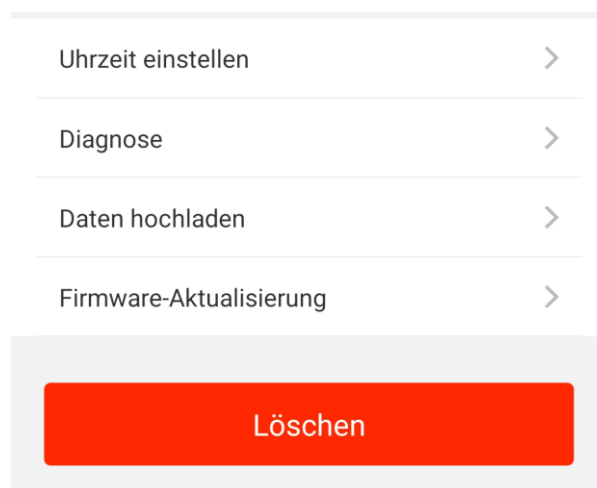 Uhrzeit einstellen
Diagnose
Daten hochladen
Firmware-Aktualisierung
Löschen